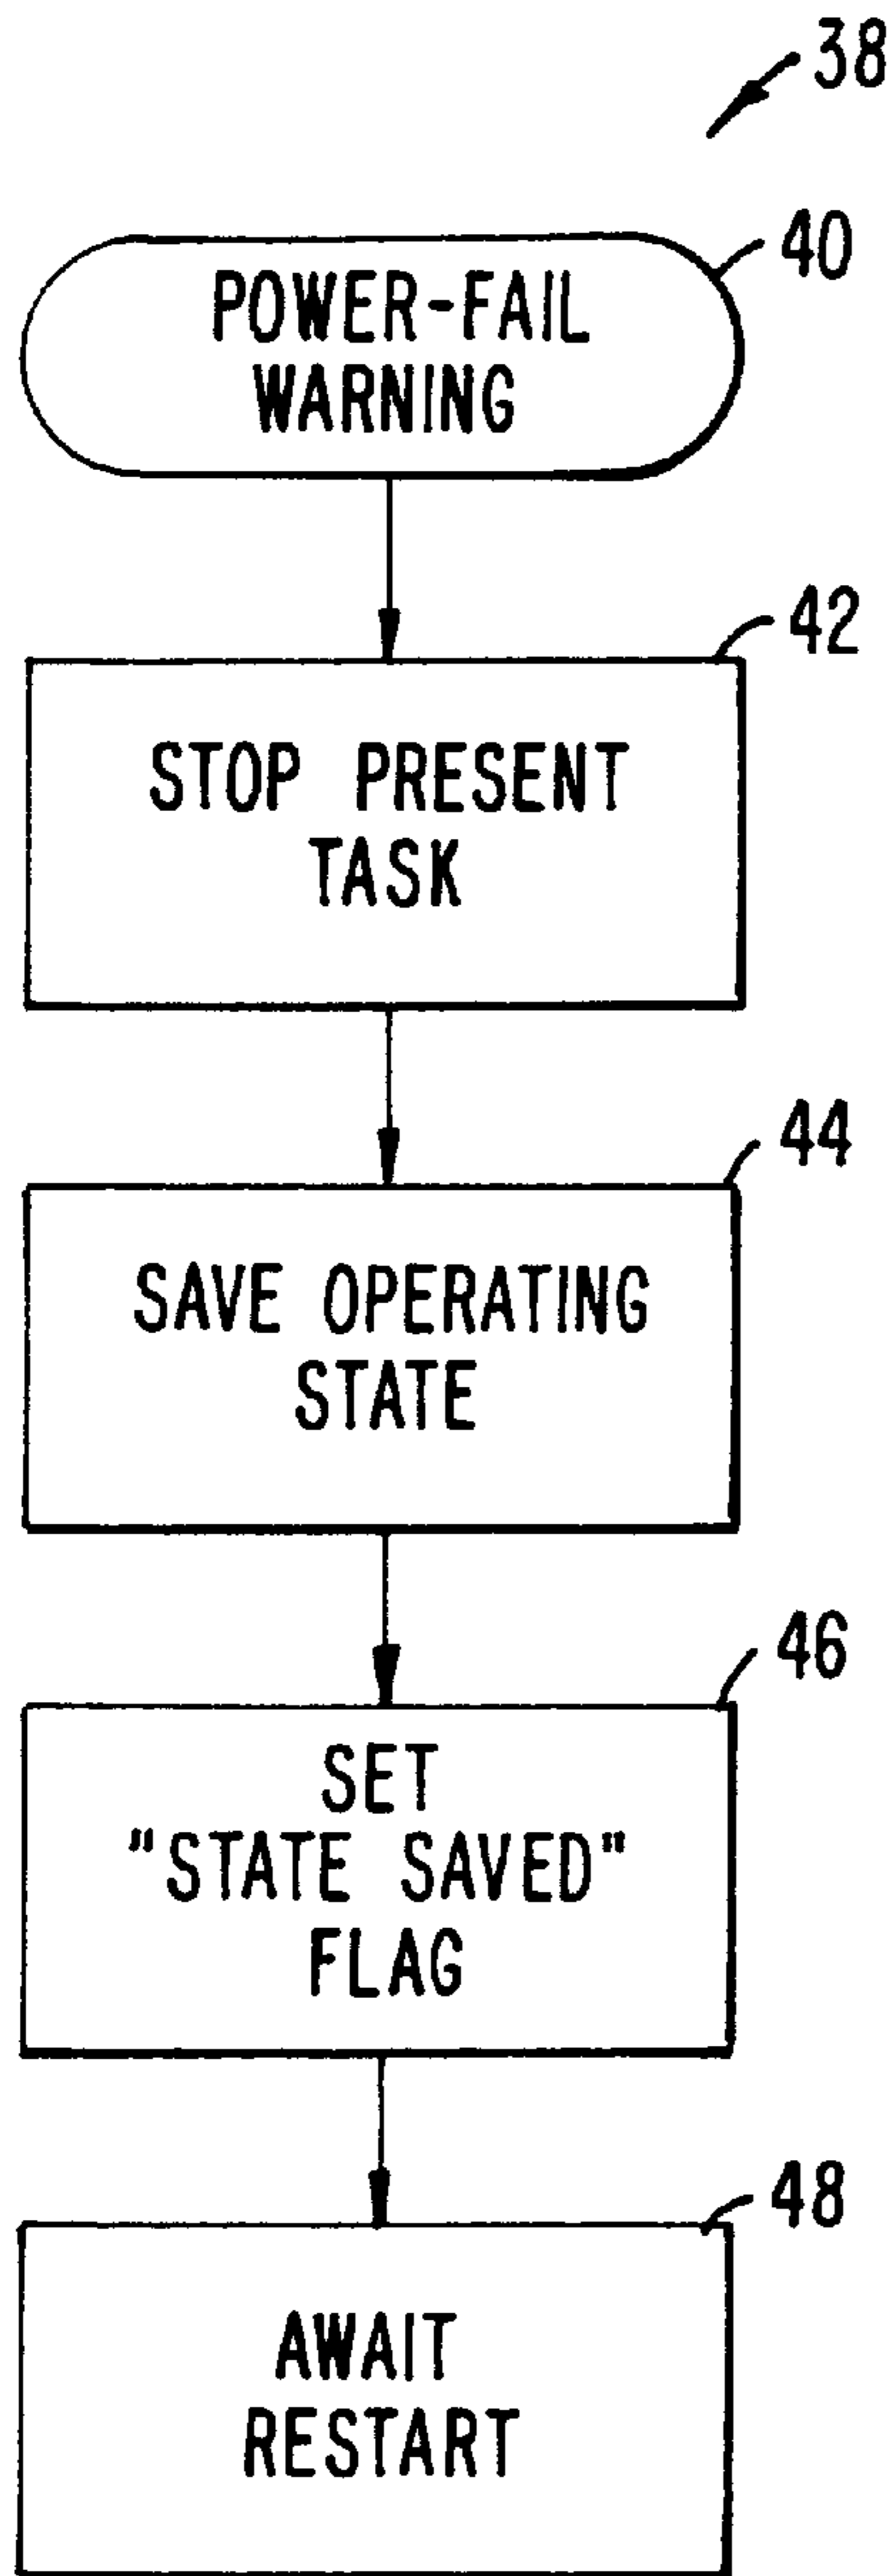 38
40
POWER-FAIL
WARNING
42
STOP PRESENT
TASK
44
SAVE OPERATING
STATE
46
SET
"STATE SAVED"
FLAG
48
AWAIT
RESTART